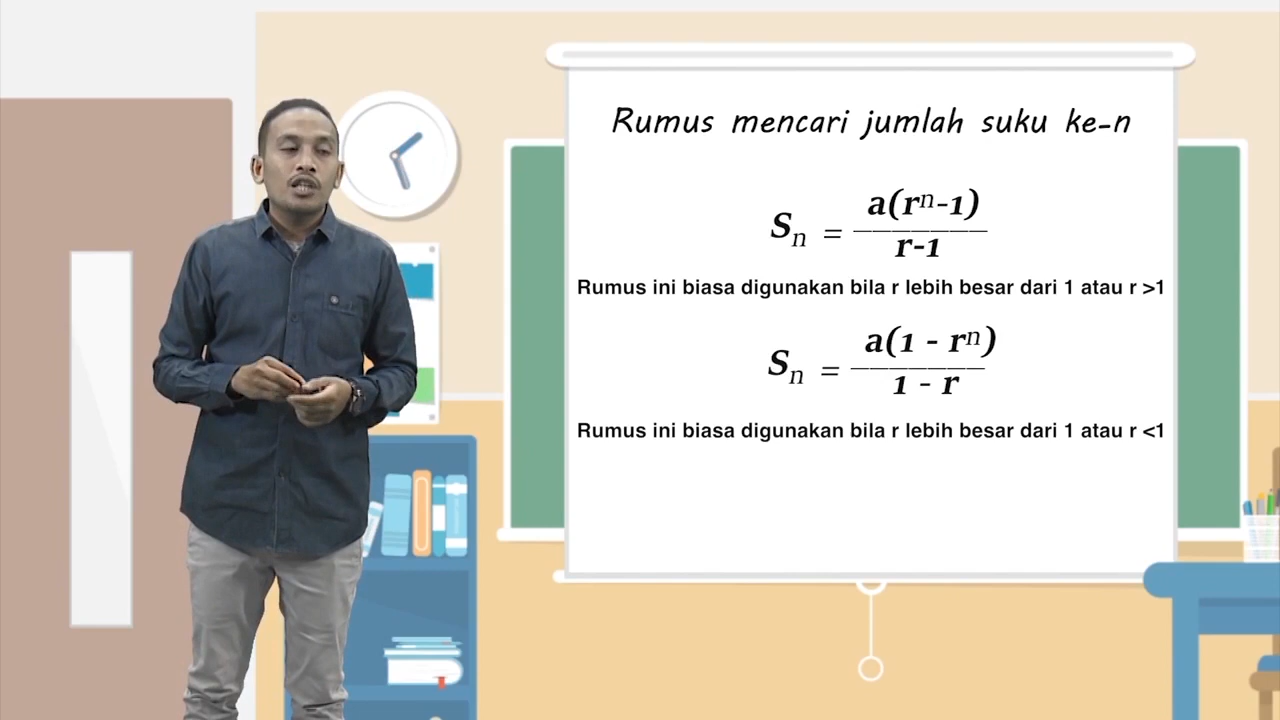 Rumus mencari jumlah suku ke-n
Sₙ = a(rⁿ-1)
r-1
Rumus ini biasa digunakan bila r lebih besar dari 1 atau r >1
Sₙ = a(1 - rⁿ)
1 - r
Rumus ini biasa digunakan bila r lebih besar dari 1 atau r <1